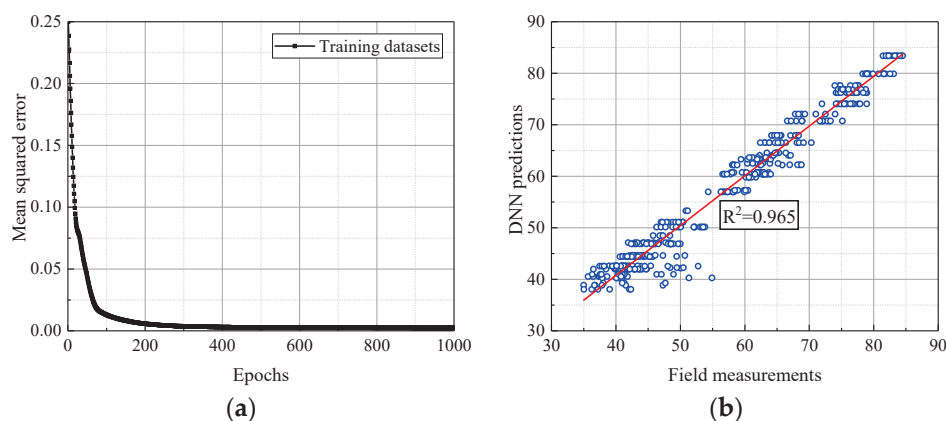 0.25
0.20
0.15
0.10
0.05
0.00
Mean squared error
Training datasets
0 200 400 600 800 1000
Epochs
(a)
90
80
70
60
50
40
30
DNN predictions
R²=0.965
30 40 50 60 70 80 90
Field measurements
(b)